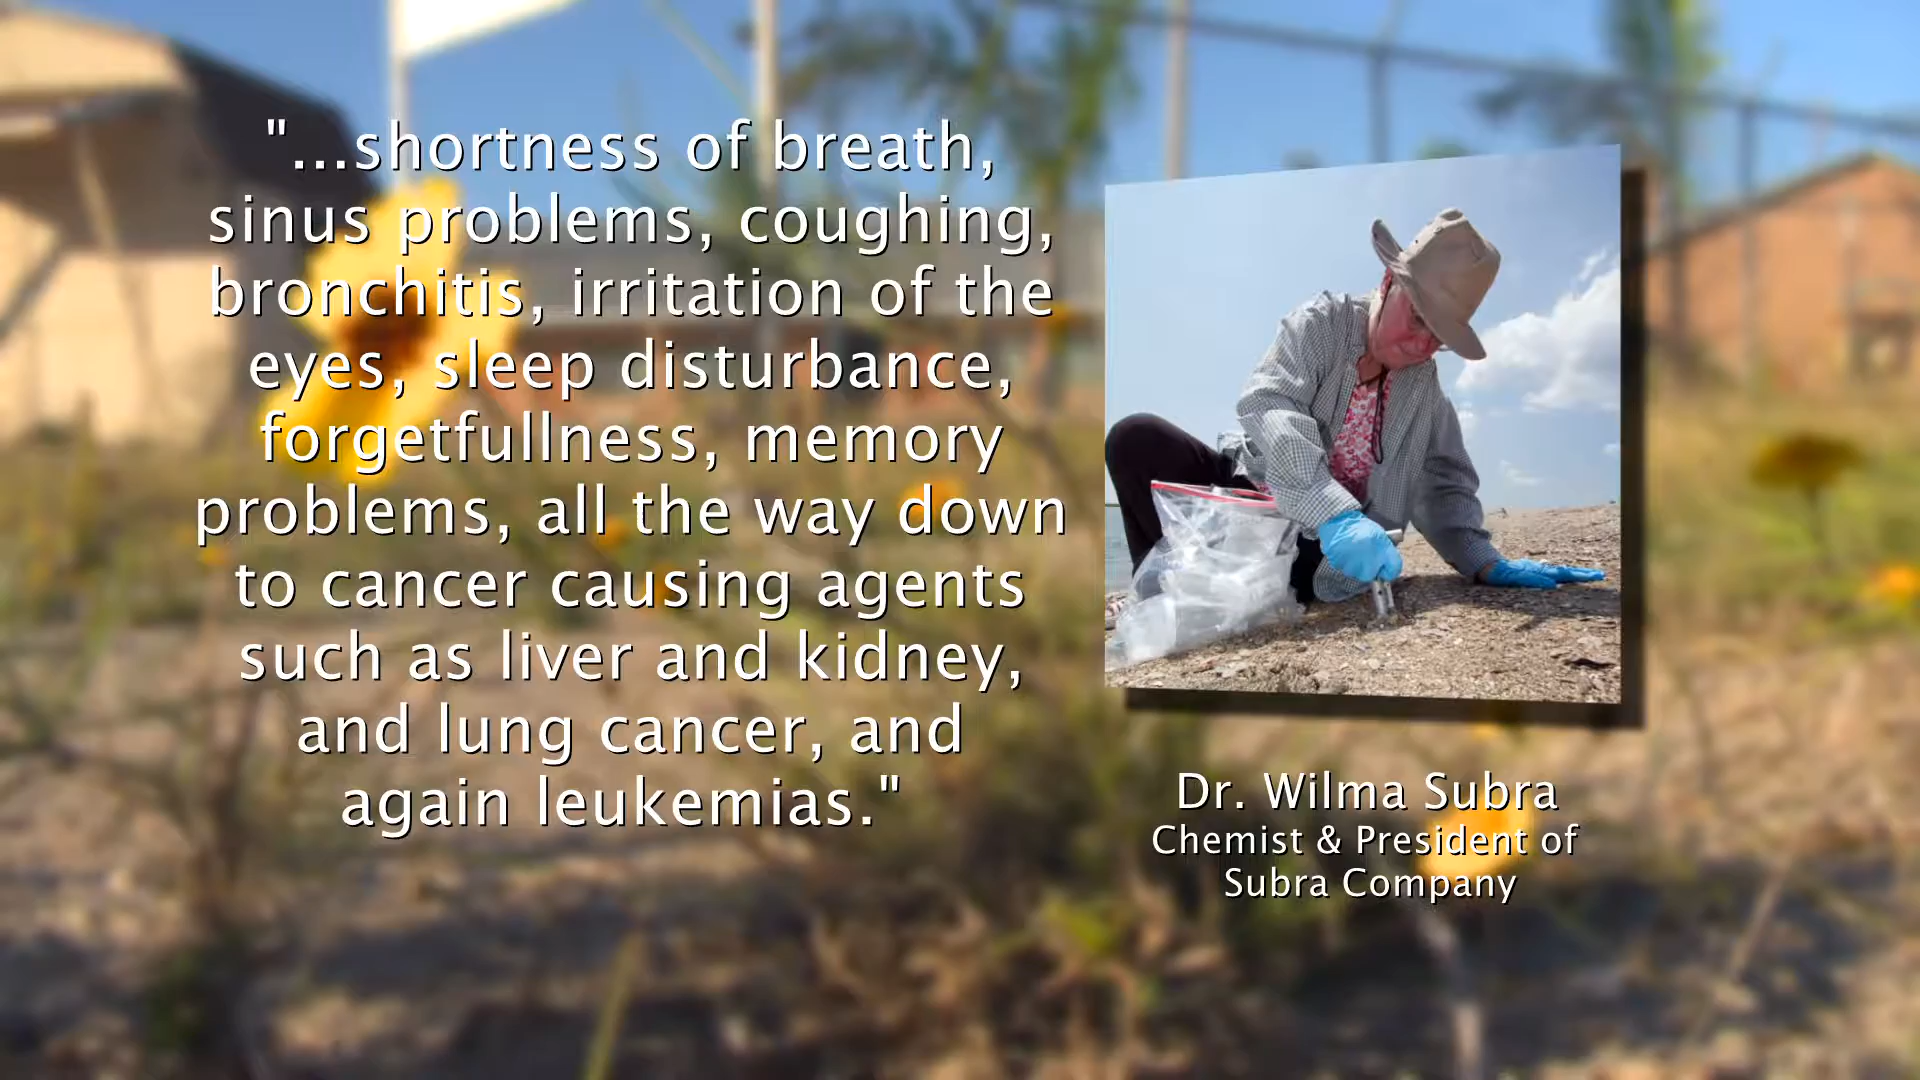 "...shortness of breath,
sinus problems, coughing,
bronchitis, irritation of the
eyes, sleep disturbance,
forgetfullness, memory
problems, all the way down
to cancer causing agents
such as liver and kidney,
and lung cancer, and
again leukemias."
Dr. Wilma Subra
Chemist & President of
Subra Company